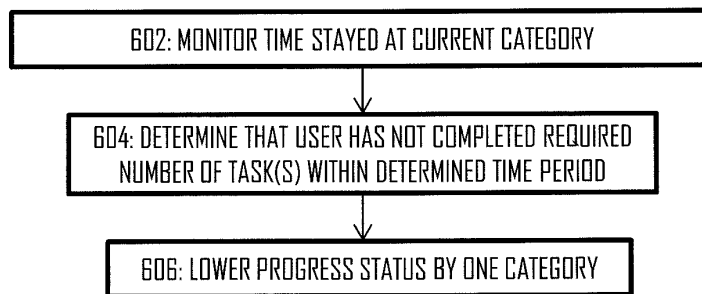 602: MONITOR TIME STAYED AT CURRENT CATEGORY
604: DETERMINE THAT USER HAS NOT COMPLETED REQUIRED
NUMBER OF TASK(S) WITHIN DETERMINED TIME PERIOD
606: LOWER PROGRESS STATUS BY ONE CATEGORY